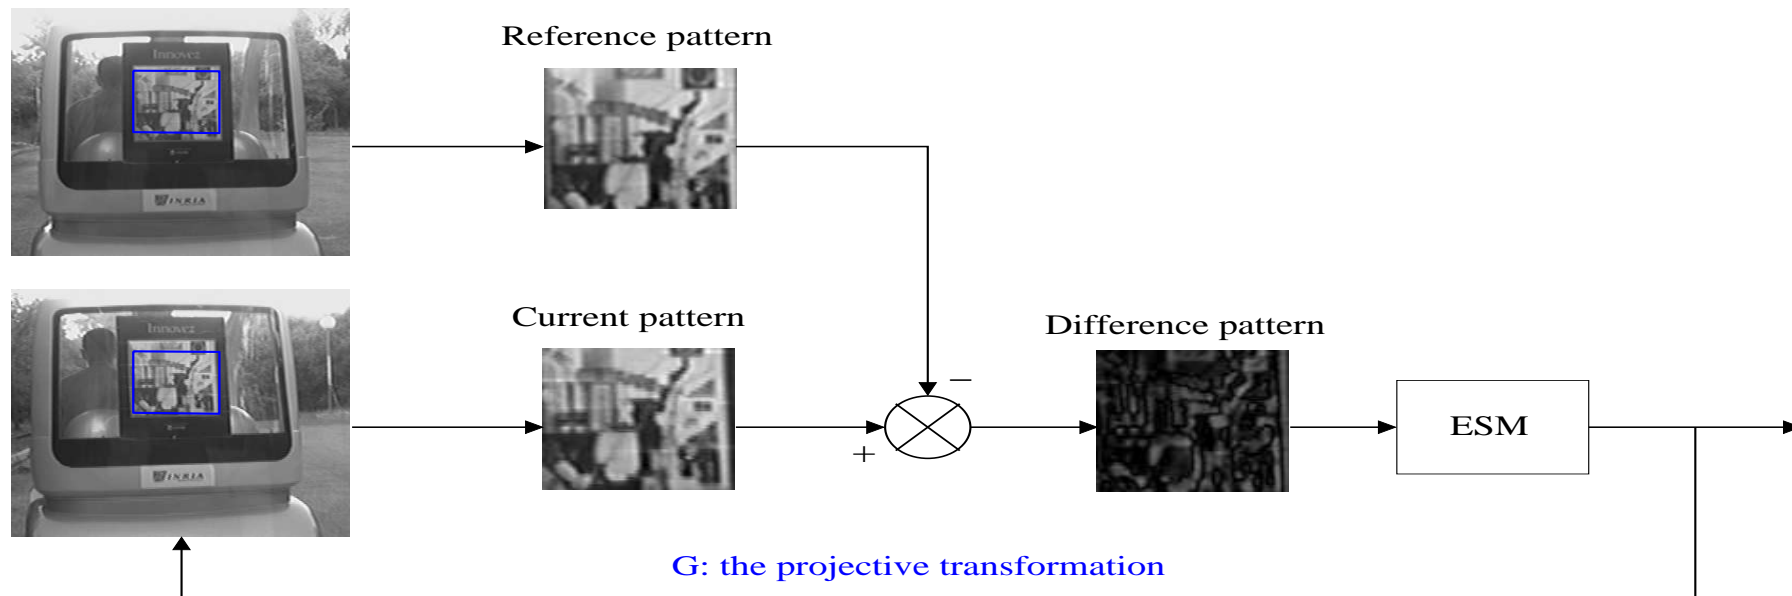 Reference pattern
Innovez
INRIA
Current pattern
Difference pattern
Innovez
−
ESM
+
INRIA
G: the projective transformation